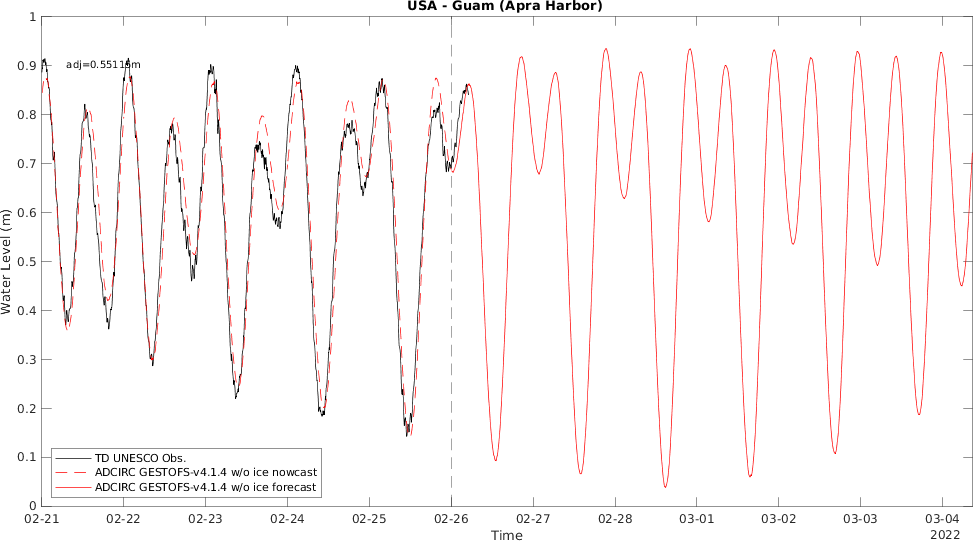 USA - Guam (Apra Harbor)
1
0.9
0.8
0.7
0.6
0.5
0.4
0.3
0.2
0.1
0
Water Level (m)
TD UNESCO Obs.
ADCIRC GESTOFS-v4.1.4 w/o ice nowcast
ADCIRC GESTOFS-v4.1.4 w/o ice forecast
02-21 02-22 02-23 02-24 02-25 02-26 02-27 02-28 03-01 03-02 03-03 03-04
2022
Time